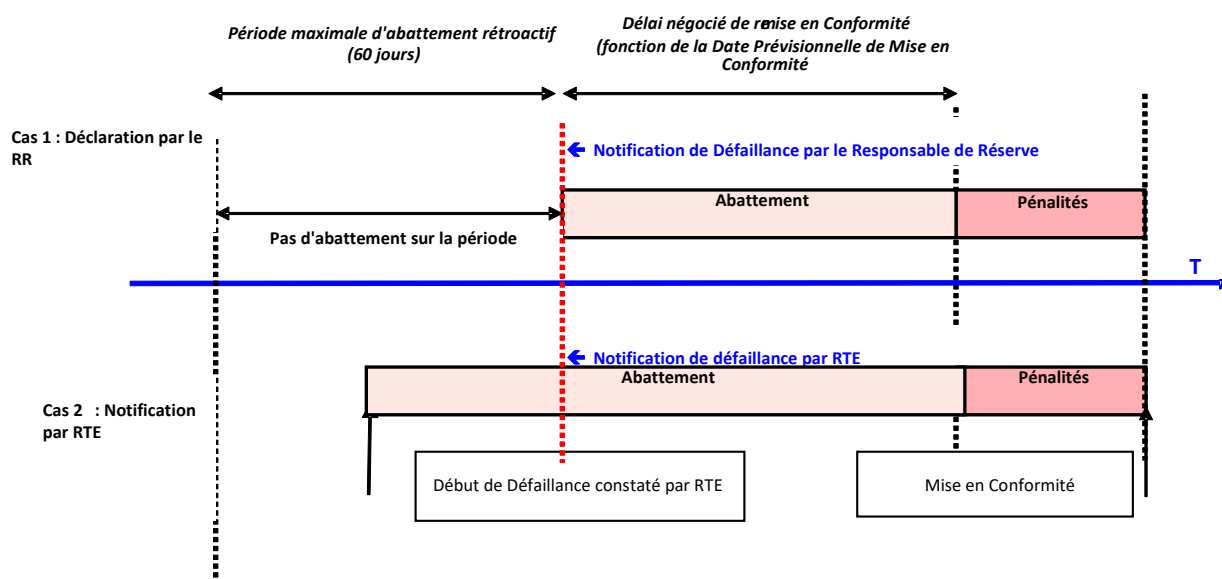 Période maximale d'abattement rétroactif
(60 jours)
Délai négocié de remise en Conformité
(fonction de la Date Prévisionnelle de Mise en
Conformité
Cas 1 : Déclaration par le
RR
Notification de Défaillance par le Responsable de Réserve
Abattement
Pénalités
Pas d'abattement sur la période
T
Notification de défaillance par RTE
Abattement
Pénalités
Cas 2 : Notification
par RTE
Début de Défaillance constaté par RTE
Mise en Conformité